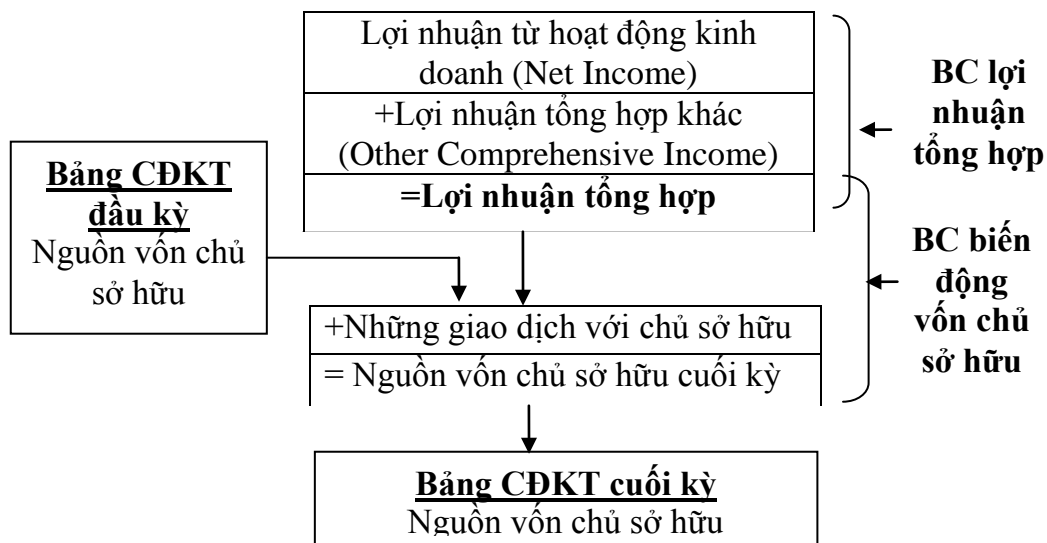 Lợi nhuận từ hoạt động kinh
doanh (Net Income)
+Lợi nhuận tổng hợp khác
(Other Comprehensive Income)
=Lợi nhuận tổng hợp
BC lợi
nhuận
tổng hợp
Bảng CĐKT
đầu kỳ
Nguồn vốn chủ
sở hữu
BC biến
động
vốn chủ
sở hữu
+Những giao dịch với chủ sở hữu
= Nguồn vốn chủ sở hữu cuối kỳ
Bảng CĐKT cuối kỳ
Nguồn vốn chủ sở hữu